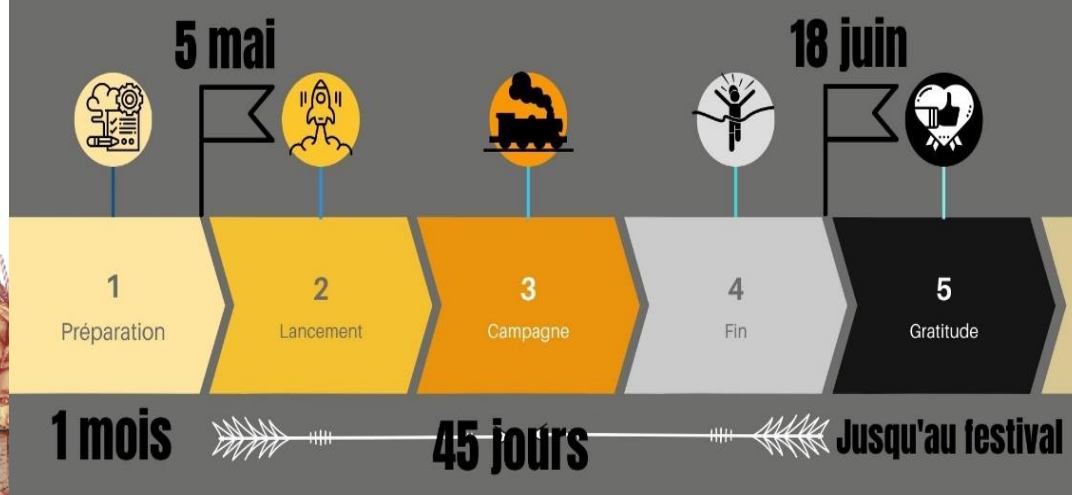 5 mai
18 juin
1
Préparation
2
Lancement
3
Campagne
4
Fin
5
Gratitude
1 mois
45 jours
Jusqu'au festival